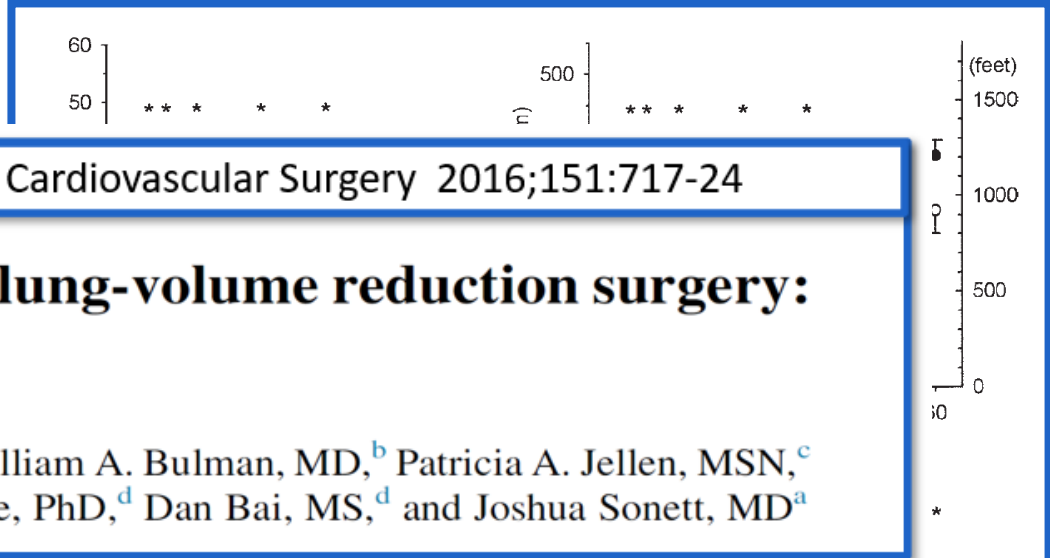 60
50
* * * * *
500
* * * * *
(feet)
1500
1000
500
0
Cardiovascular Surgery 2016;151:717-24
lung-volume reduction surgery:
lliam A. Bulman, MD,b Patricia A. Jellen, MSN,c
e, PhD,d Dan Bai, MS,d and Joshua Sonett, MDa
*